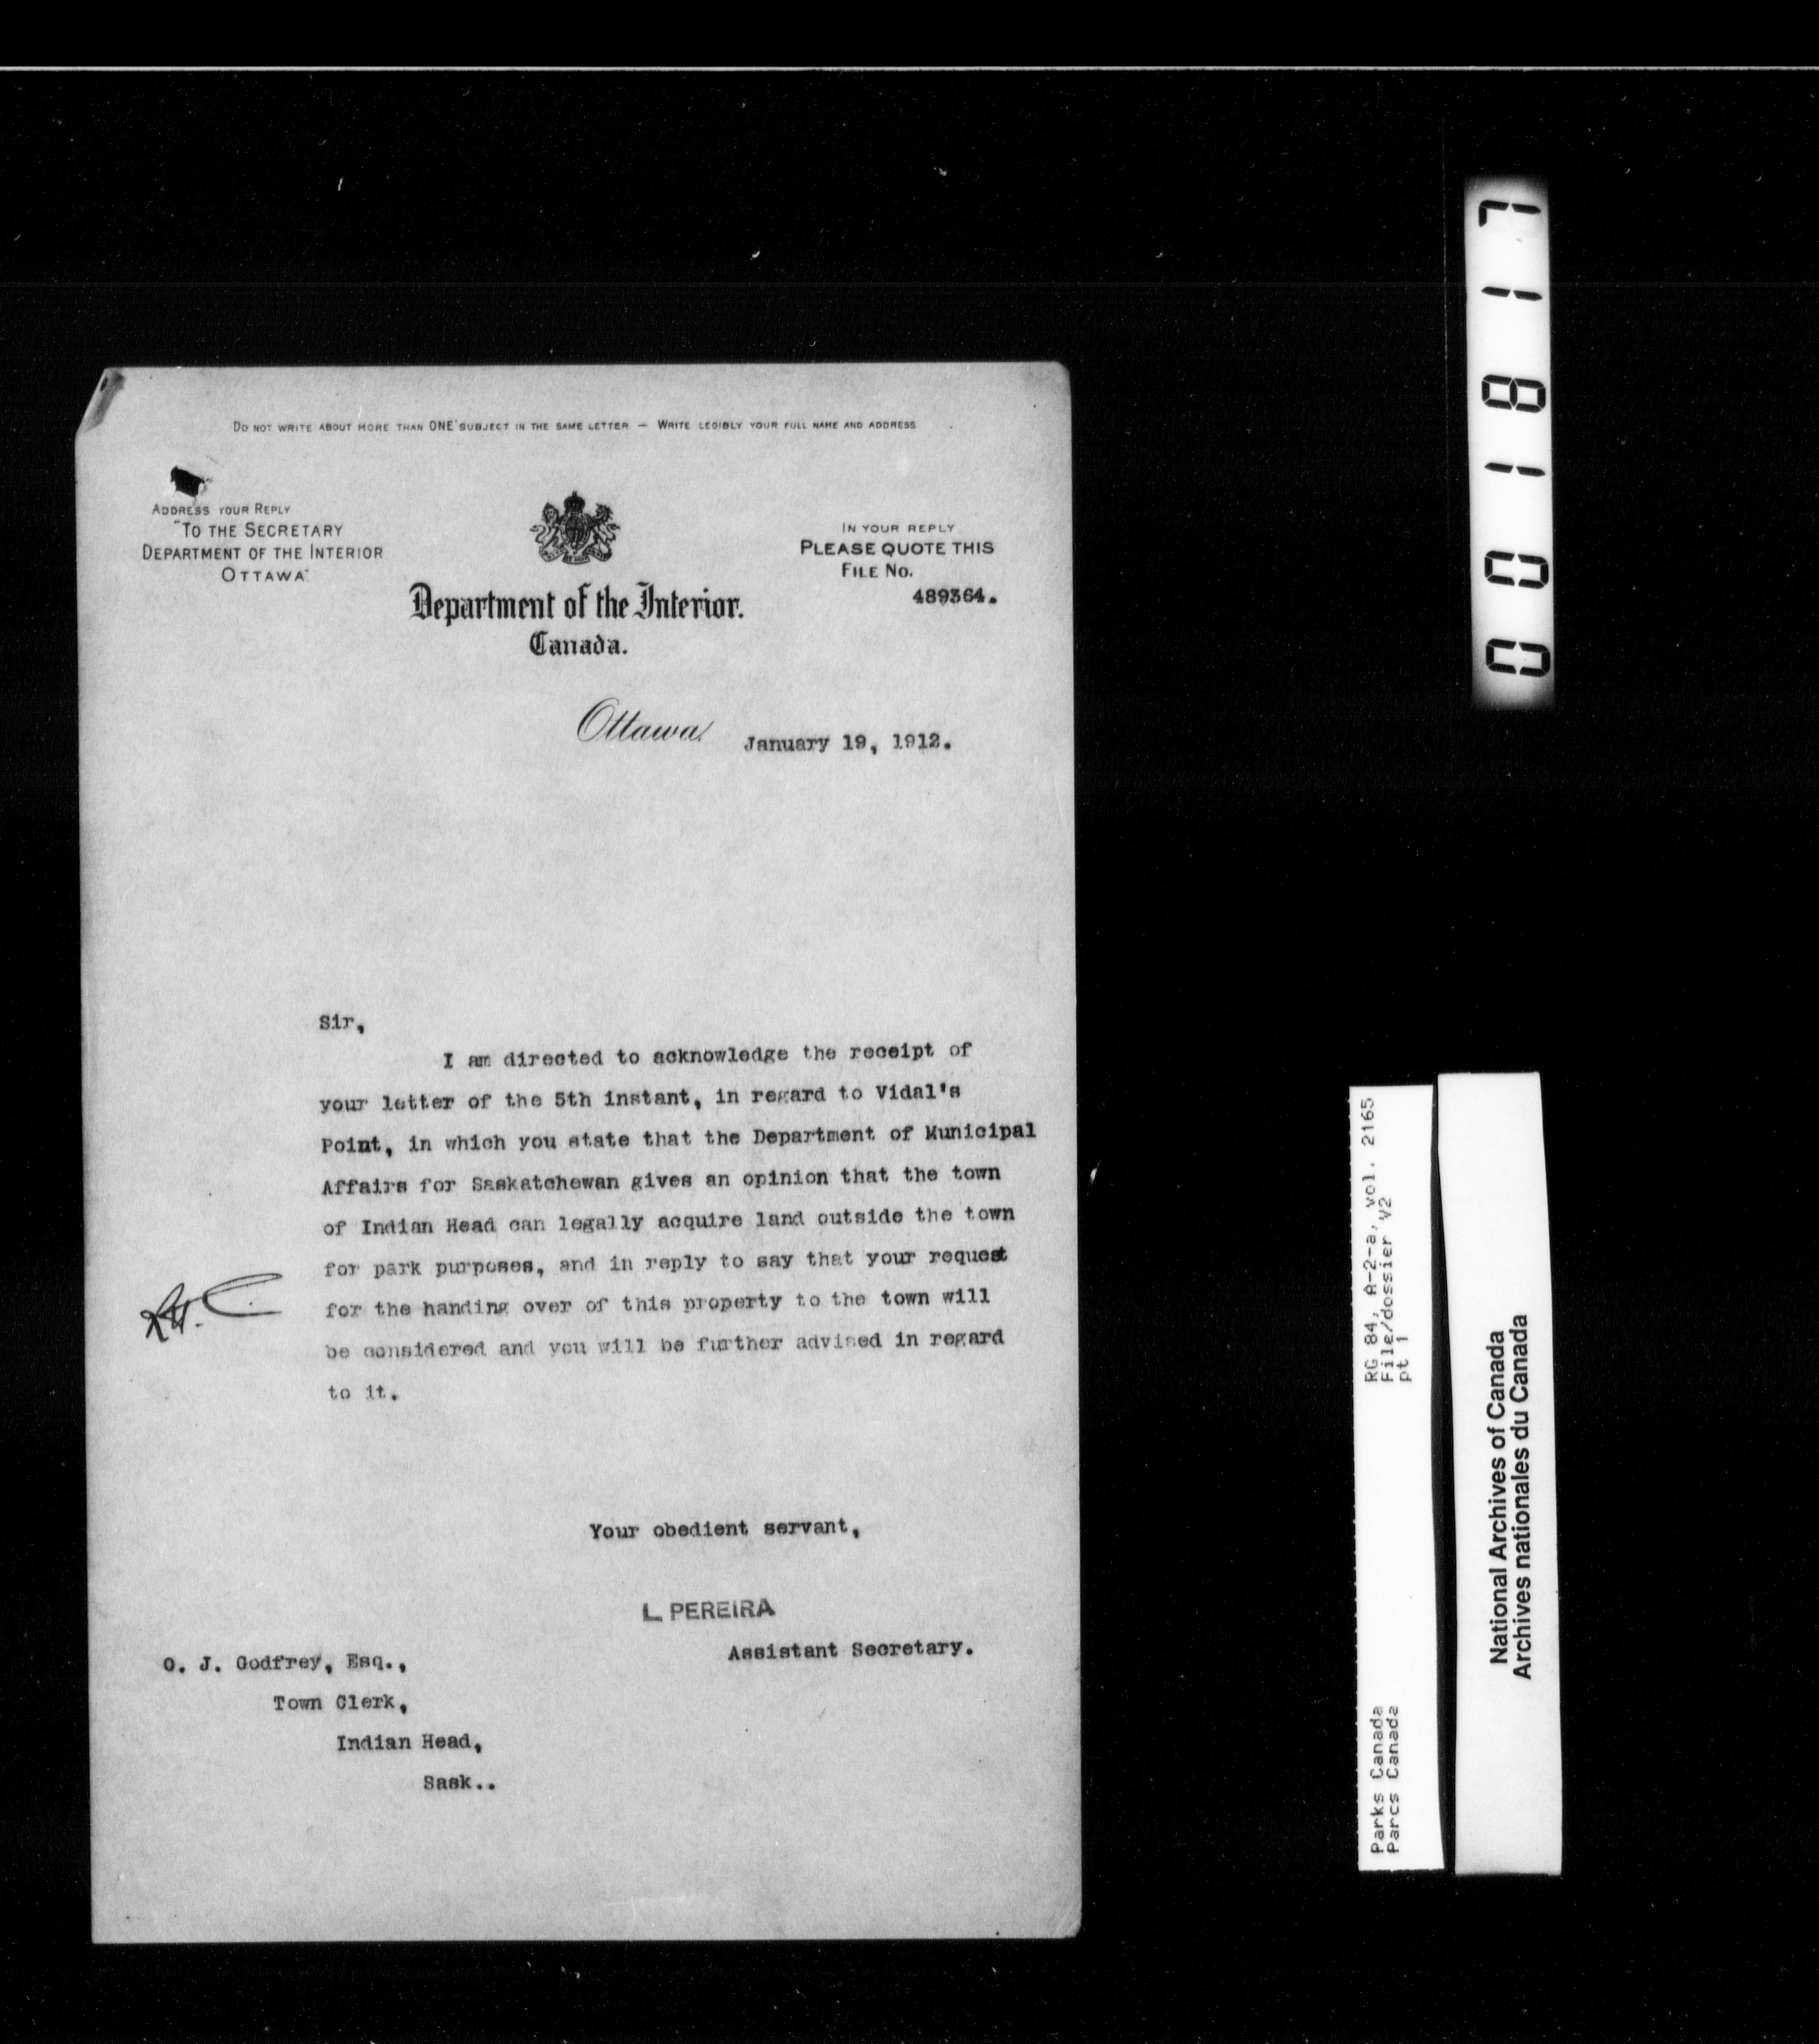 DO NOT WRITE ABOUT MORE THAN ONE SUBJECT IN THE SAME LETTER — WRITE LEGIBLY YOUR FULL NAME AND ADDRESS
ADDRESS YOUR REPLY
"TO THE SECRETARY
DEPARTMENT OF THE INTERIOR
OTTAWA"
IN YOUR REPLY
PLEASE QUOTE THIS
FILE NO.
489364.
Department of the Interior.
Canada.
Ottawa January 19, 1912.
Sir,
I am directed to acknowledge the receipt of
your letter of the 5th instant, in regard to Vidal's
Point, in which you state that the Department of Municipal
Affairs for Saskatchewan gives an opinion that the town
of Indian Head can legally acquire land outside the town
for park purposes, and in reply to say that your request
for the handing over of this property to the town will
be considered and you will be further advised in regard
to it.
Your obedient servant,
L. PEREIRA
Assistant Secretary.
O. J. Godfrey, Esq.,
Town Clerk,
Indian Head,
Sask..
001817
RG 84, A-2-a, vol. 2165
File/dossier V2
pt 1
Parks Canada
Parcs Canada
National Archives of Canada
Archives nationales du Canada